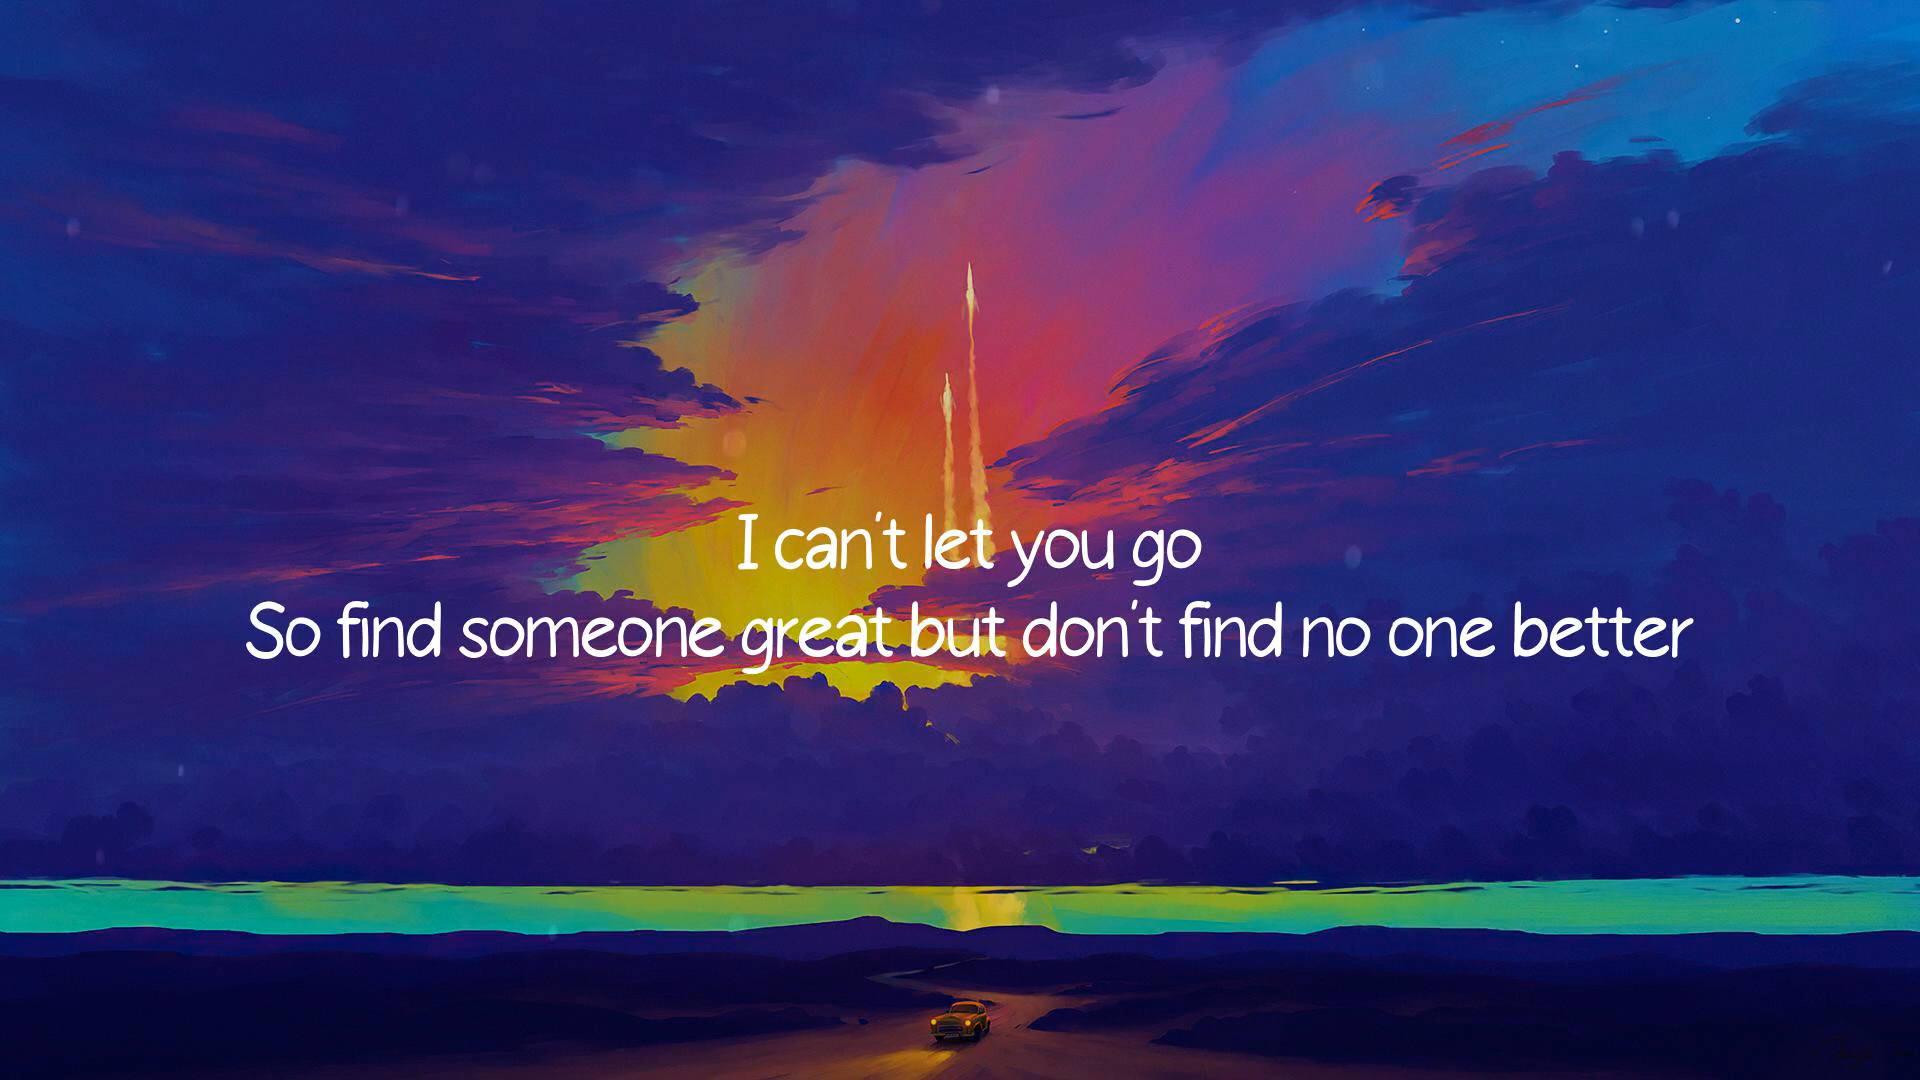 I can't let you go
So find someone great but don't find no one better